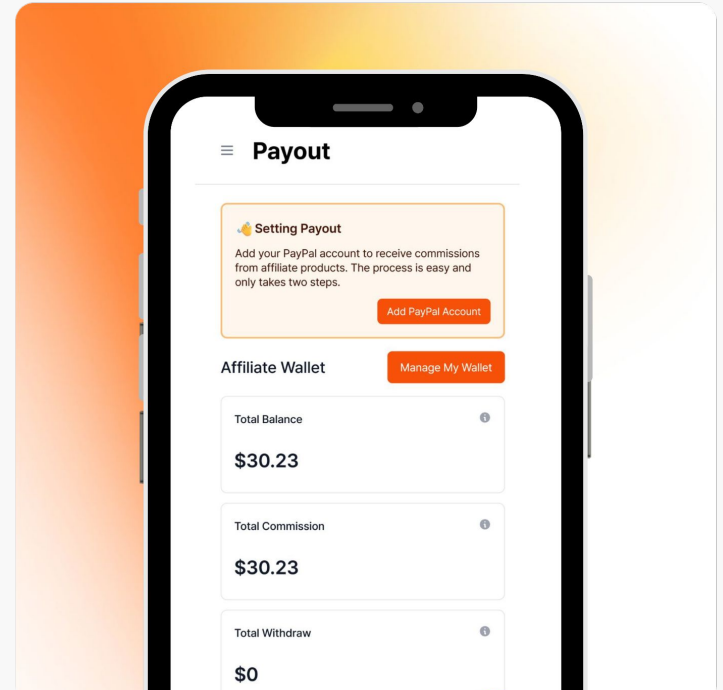 Payout
Setting Payout
Add your PayPal account to receive commissions
from affiliate products. The process is easy and
only takes two steps.
Add PayPal Account
Affiliate Wallet
Manage My Wallet
Total Balance
$30.23
Total Commission
$30.23
Total Withdraw
$0